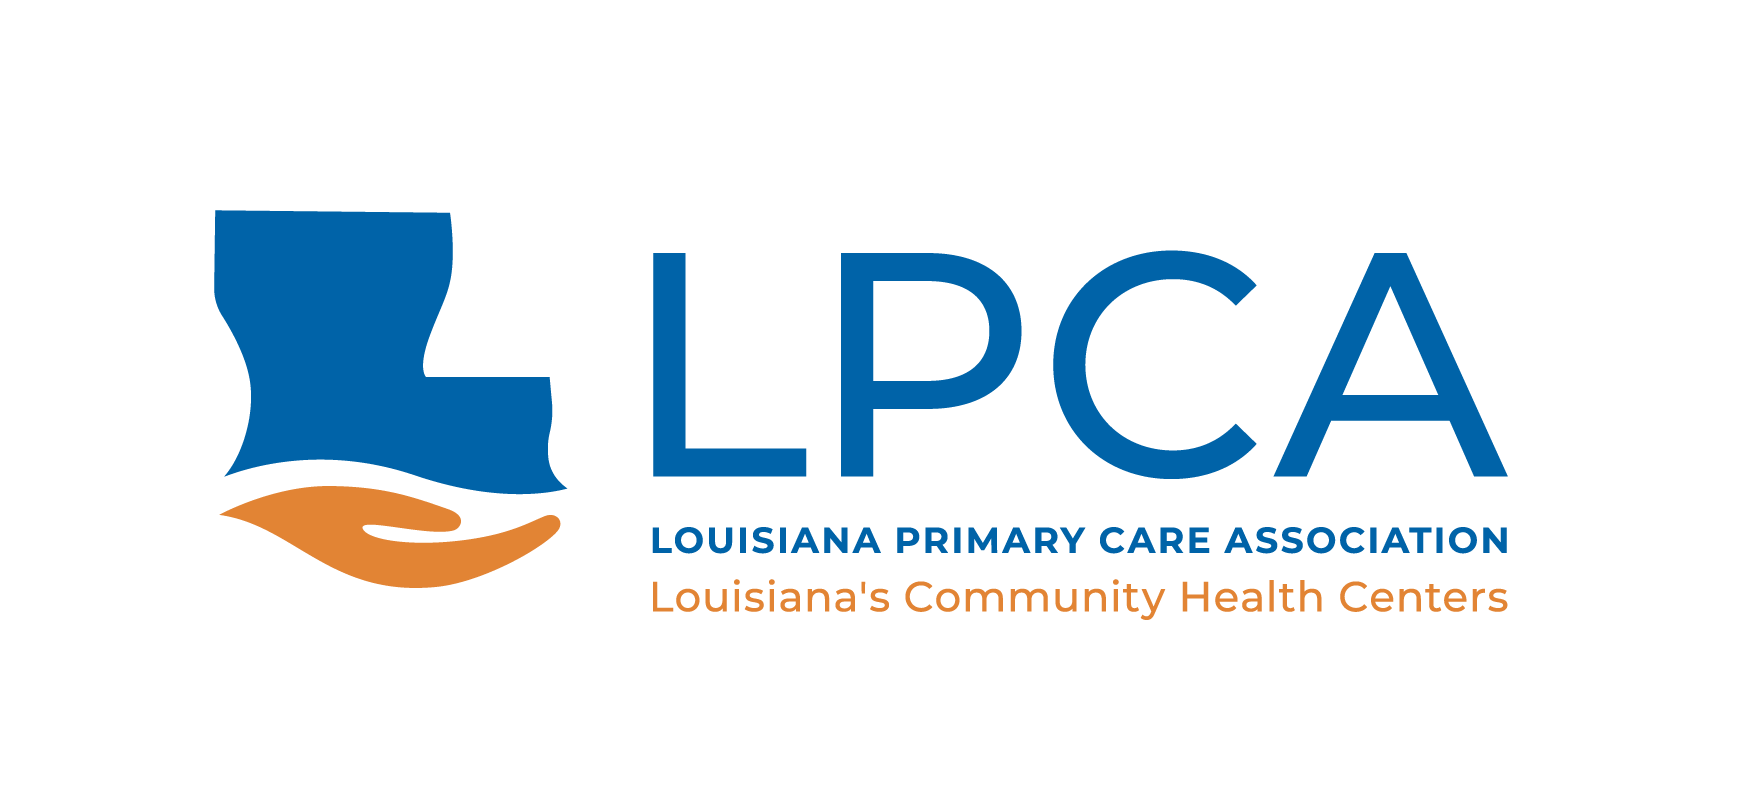 LPCA
LOUISIANA PRIMARY CARE ASSOCIATION
Louisiana's Community Health Centers